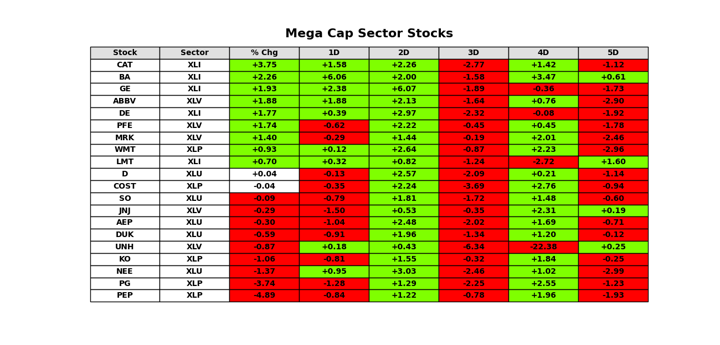 Mega Cap Sector Stocks
Stock Sector % Chg 1D 2D 3D 4D 5D
CAT XLI +3.75 +1.58 +2.26 -2.77 +1.42 -1.12
BA XLI +2.26 +6.06 +2.00 -1.58 +3.47 +0.61
GE XLI +1.93 +2.38 +6.07 -1.89 -0.36 -1.73
ABBV XLV +1.88 +1.88 +2.13 -1.64 +0.76 -2.90
DE XLI +1.77 +0.39 +2.97 -2.32 -0.08 -1.92
PFE XLV +1.74 -0.62 +2.22 -0.45 +0.45 -1.78
MRK XLV +1.40 -0.29 +1.44 -0.19 +2.01 -2.46
WMT XLP +0.93 +0.12 +2.64 -0.87 +2.23 -2.96
LMT XLI +0.70 +0.32 +0.82 -1.24 -2.72 +1.60
D XLU +0.04 -0.13 +2.57 -2.09 +0.21 -1.14
COST XLP -0.04 -0.35 +2.24 -3.69 +2.76 -0.94
SO XLU -0.09 -0.79 +1.81 -1.72 +1.48 -0.60
JNJ XLV -0.29 -1.50 +0.53 -0.35 +2.31 +0.19
AEP XLU -0.30 -1.04 +2.48 -2.02 +1.69 -0.71
DUK XLU -0.59 -0.91 +1.96 -1.34 +1.20 -0.12
UNH XLV -0.87 +0.18 +0.43 -6.34 -22.38 +0.25
KO XLP -1.06 -0.81 +1.55 -0.32 +1.84 -0.25
NEE XLU -1.37 +0.95 +3.03 -2.46 +1.02 -2.99
PG XLP -3.74 -1.28 +1.29 -2.25 +2.55 -1.23
PEP XLP -4.89 -0.84 +1.22 -0.78 +1.96 -1.93